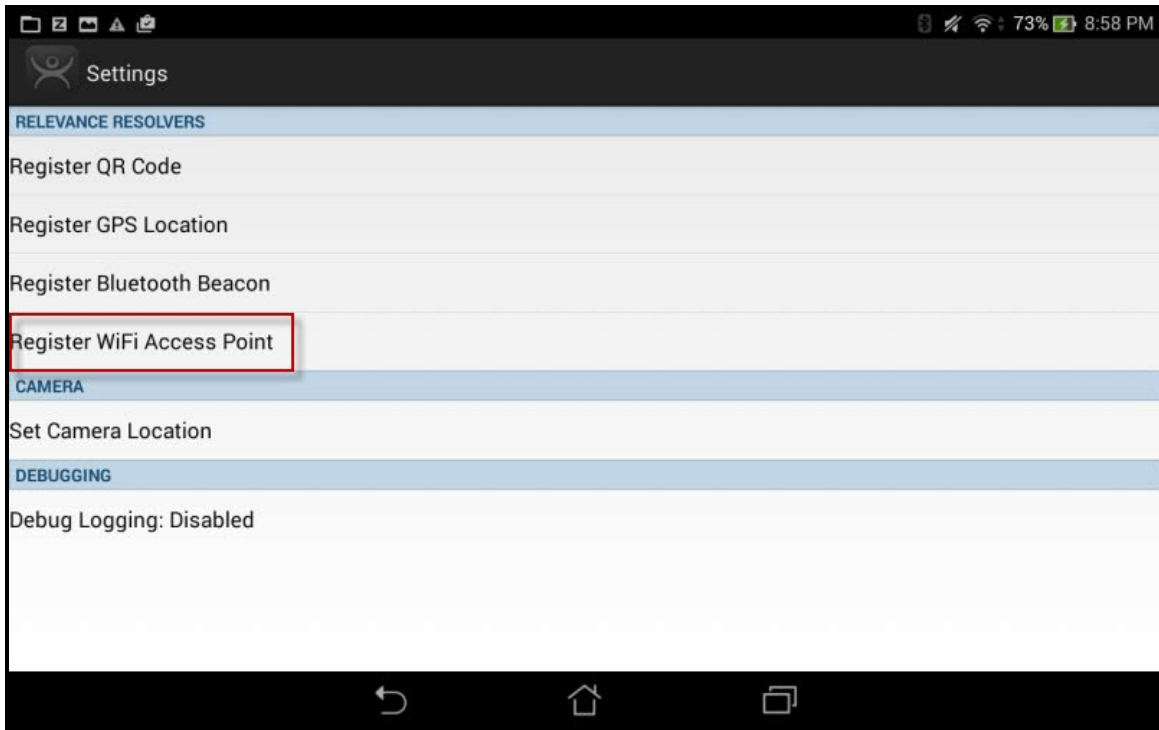 73% 8:58 PM
Settings
RELEVANCE RESOLVERS
Register QR Code
Register GPS Location
Register Bluetooth Beacon
Register WiFi Access Point
CAMERA
Set Camera Location
DEBUGGING
Debug Logging: Disabled